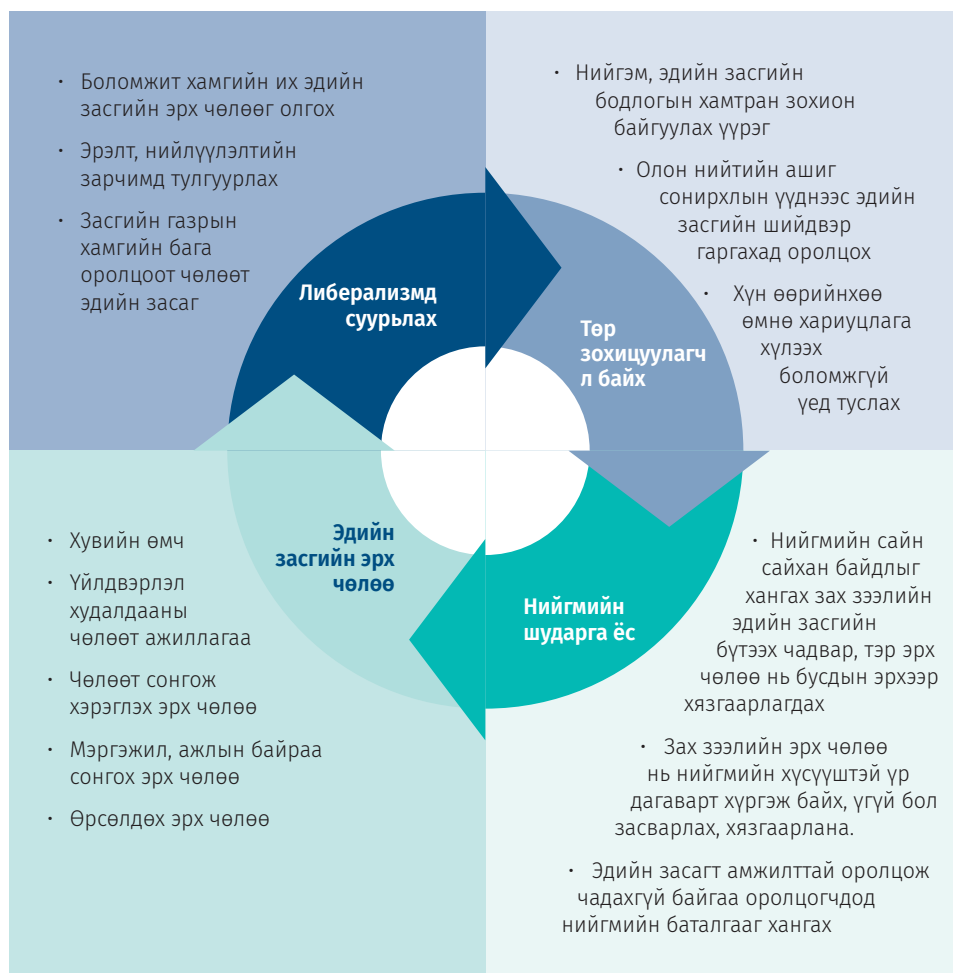 · Боломжит хамгийн их эдийн
засгийн эрх чөлөөг олгох
· Эрэлт, нийлүүлэлтийн
зарчимд тулгуурлах
· Засгийн газрын
хамгийн бага
оролцоот чөлөөт
эдийн засаг
Либерализмд
суурьлах
· Нийгэм, эдийн засгийн
бодлогын хамтран зохион
байгуулах үүрэг
· Олон нийтийн ашиг
сонирхлын үүднээс эдийн
засгийн шийдвэр
гаргахад оролцох
· Хүн өөрийнхөө
өмнө хариуцлага
хүлээх
боломжгүй
үед туслах
Төр
зохицуулагч
л байх
· Хувийн өмч
· Үйлдвэрлэл
худалдааны
чөлөөт ажиллагаа
· Чөлөөт сонгож
хэрэглэх эрх чөлөө
· Мэргэжил, ажлын байраа
сонгох эрх чөлөө
· Өрсөлдөх эрх чөлөө
Эдийн
засгийн эрх
чөлөө
Нийгмийн
шударга ёс
· Нийгмийн сайн
сайхан байдлыг
хангах зах зээлийн
эдийн засгийн
бүтээх чадвар, тэр эрх
чөлөө нь бусдын эрхээр
хязгаарлагдах
· Зах зээлийн эрх чөлөө
нь нийгмийн хүсүүштэй үр
дагаварт хүргэж байх, үгүй бол
засварлах, хязгаарлана.
· Эдийн засагт амжилттай оролцож
чадахгүй байгаа оролцогчдод
нийгмийн баталгааг хангах